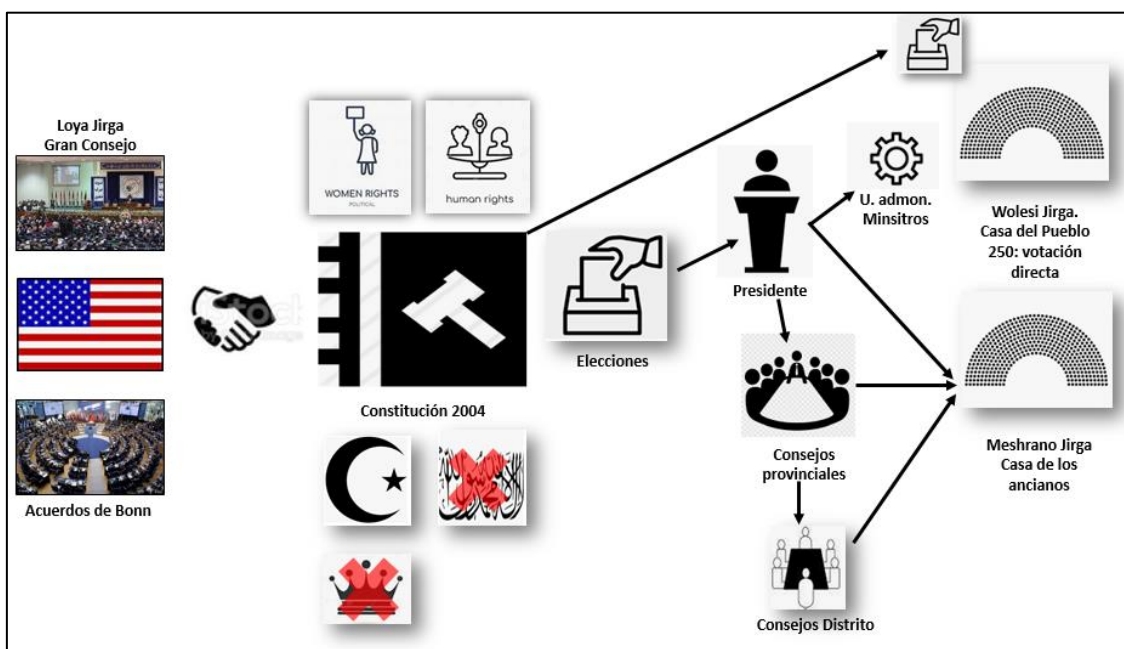 Loya Jirga
Gran Consejo
Acuerdos de Bonn
WOMEN RIGHTS
POLITICAL
human rights
Constitución 2004
Elecciones
Presidente
U. admon.
Minsitros
Consejos
provinciales
Consejos Distrito
Wolesi Jirga.
Casa del Pueblo
250: votación
directa
Meshrano Jirga
Casa de los
ancianos